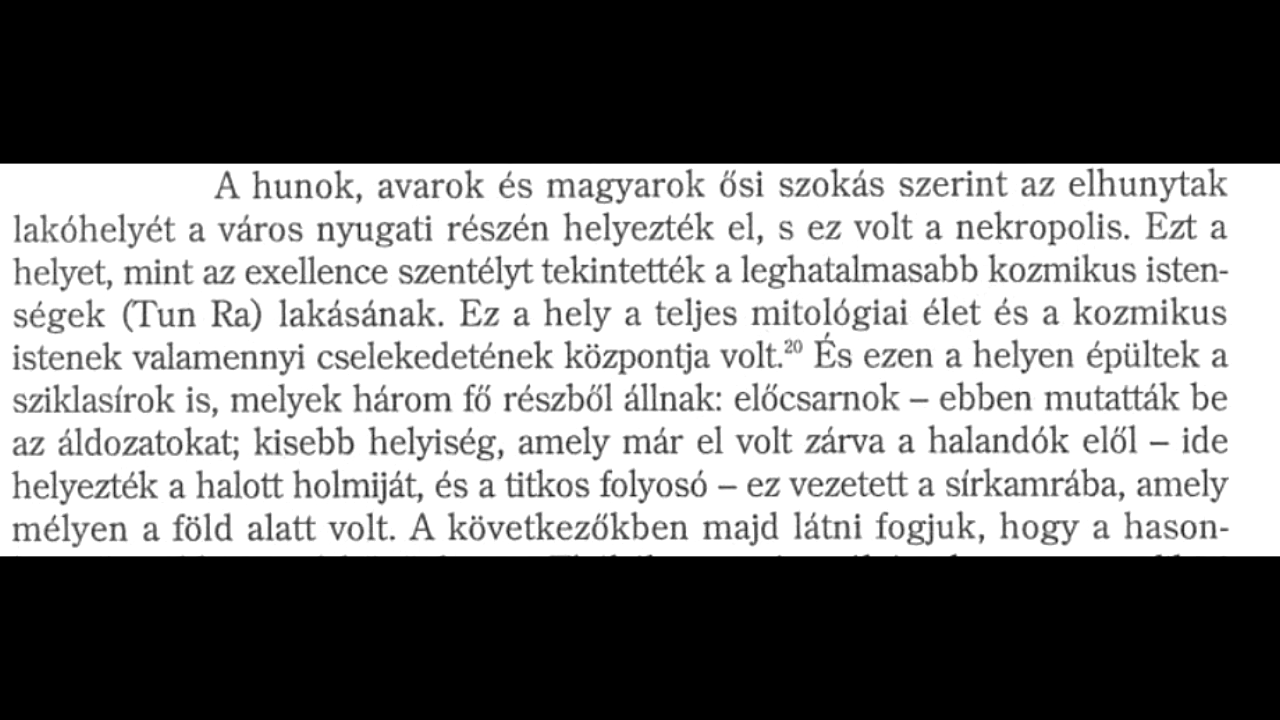 A hunok, avarok és magyarok ősi szokás szerint az elhunytak
lakóhelyét a város nyugati részén helyezték el, s ez volt a nekropolis. Ezt a
helyet, mint az exellence szentélyt tekintették a leghatalmasabb kozmikus isten-
ségek (Tun Ra) lakásának. Ez a hely a teljes mitológiai élet és a kozmikus
istenek valamennyi cselekedetének központja volt.²⁰ És ezen a helyen épültek a
sziklasírok is, melyek három fő részből állnak: előcsarnok – ebben mutatták be
az áldozatokat; kisebb helyiség, amely már el volt zárva a halandók elől – ide
helyezték a halott holmiját, és a titkos folyosó – ez vezetett a sírkamrába, amely
mélyen a föld alatt volt. A következőkben majd látni fogjuk, hogy a hason-